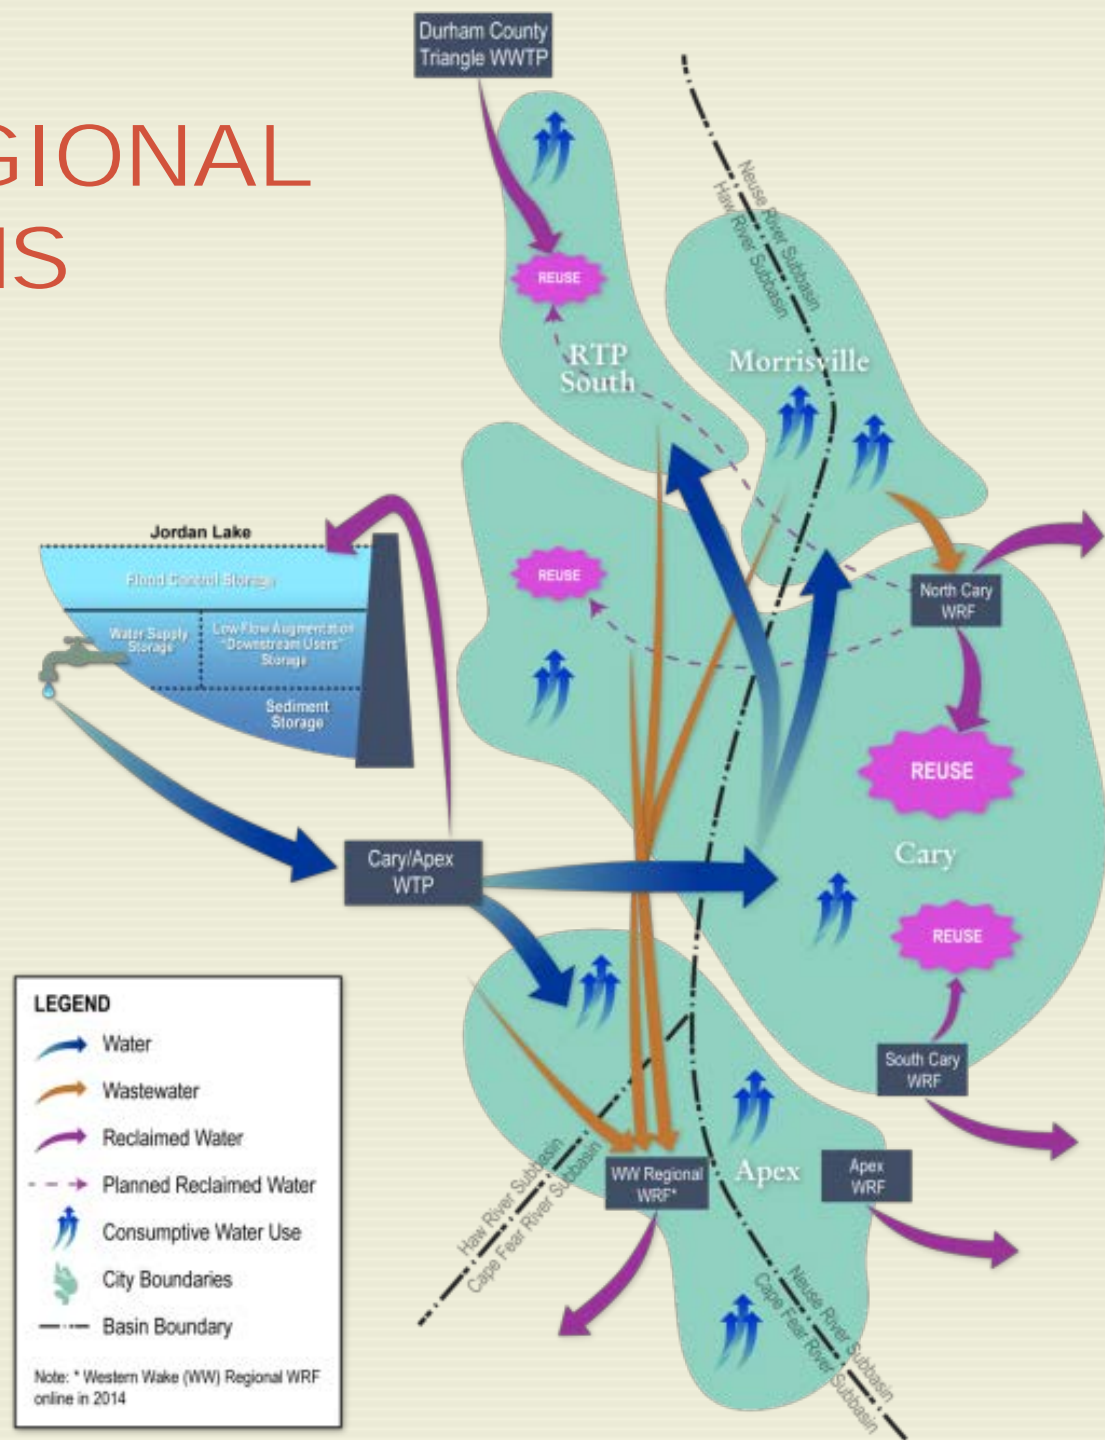 GIONAL
NS
Durham County
Triangle WWTP
Neuse River Subbasin
Haw River Subbasin
REUSE
RTP
South
Morrisville
Jordan Lake
Flood Control Storage
Water Supply
Storage
Low-Flow Augmentation
"Downstream Users"
Storage
Sediment
Storage
REUSE
North Cary
WRF
REUSE
Cary
Cary/Apex
WTP
REUSE
South Cary
WRF
Haw River Subbasin
Cape Fear River Subbasin
WW Regional
WRF*
Apex
Apex
WRF
Neuse River Subbasin
Cape Fear River Subbasin
LEGEND
Water
Wastewater
Reclaimed Water
Planned Reclaimed Water
Consumptive Water Use
City Boundaries
Basin Boundary
Note: * Western Wake (WW) Regional WRF
online in 2014